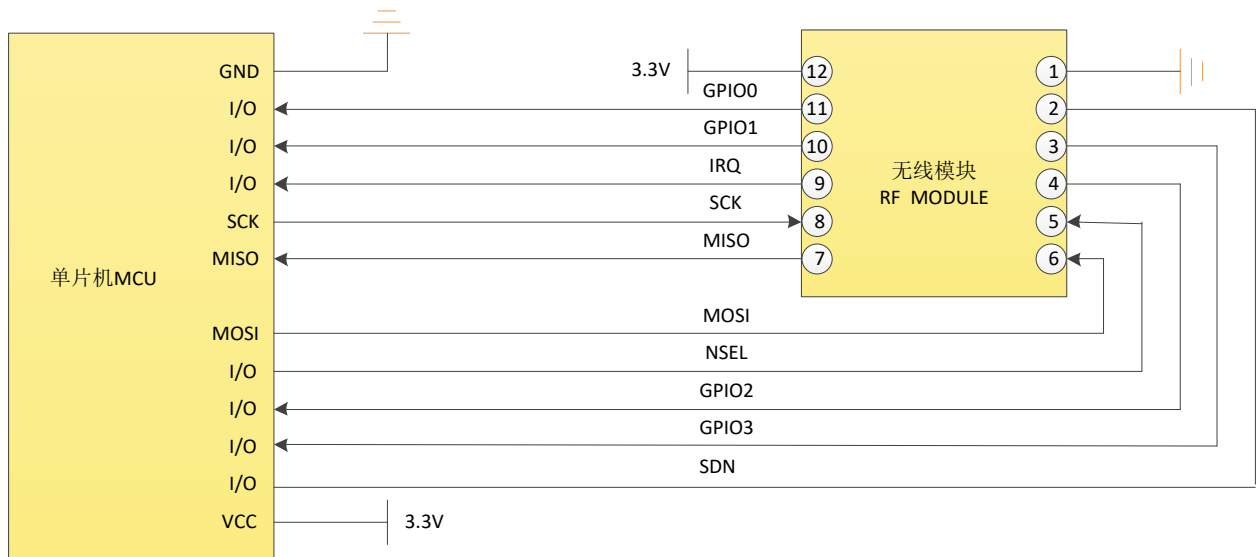 单片机MCU
GND
I/O
I/O
I/O
SCK
MISO
MOSI
I/O
I/O
I/O
I/O
VCC
3.3V
GPIO0
GPIO1
IRQ
SCK
MISO
MOSI
NSEL
GPIO2
GPIO3
SDN
3.3V
无线模块
RF MODULE
12
11
10
9
8
7
1
2
3
4
5
6